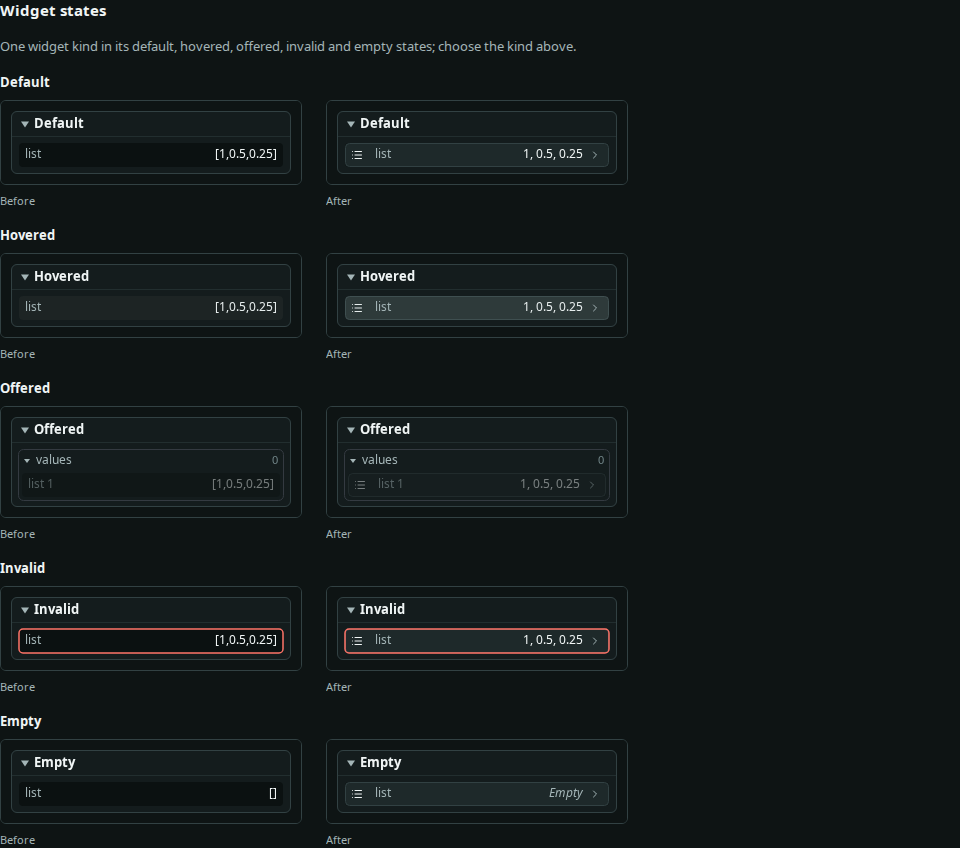 Widget states
One widget kind in its default, hovered, offered, invalid and empty states; choose the kind above.
Default
Default
list [1,0.5,0.25]
Before
Default
list 1, 0.5, 0.25
After
Hovered
Hovered
list [1,0.5,0.25]
Before
Hovered
list 1, 0.5, 0.25
After
Offered
Offered
values 0
list 1 [1,0.5,0.25]
Before
Offered
values 0
list 1 1, 0.5, 0.25
After
Invalid
Invalid
list [1,0.5,0.25]
Before
Invalid
list 1, 0.5, 0.25
After
Empty
Empty
list []
Before
Empty
list Empty
After